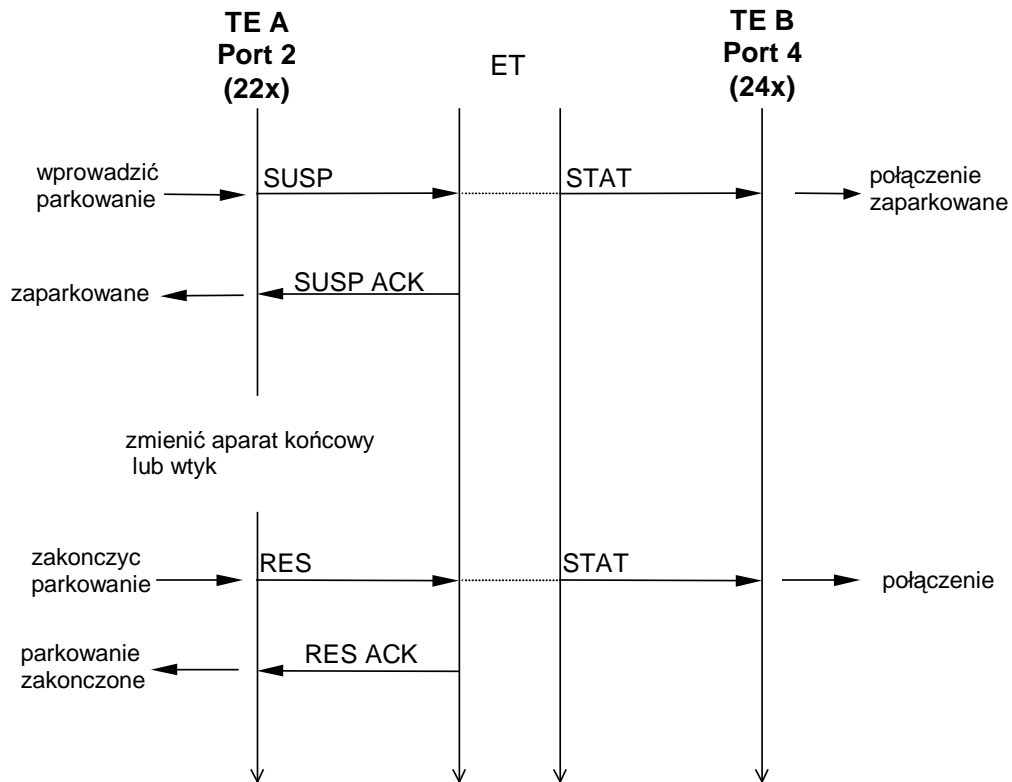 TE A
Port 2
(22x)
ET
TE B
Port 4
(24x)
wprowadzić
parkowanie
SUSP
STAT
połączenie
zaparkowane
zaparkowane
SUSP ACK
zmienić aparat końcowy
lub wtyk
zakonczyc
parkowanie
RES
STAT
połączenie
parkowanie
zakonczone
RES ACK